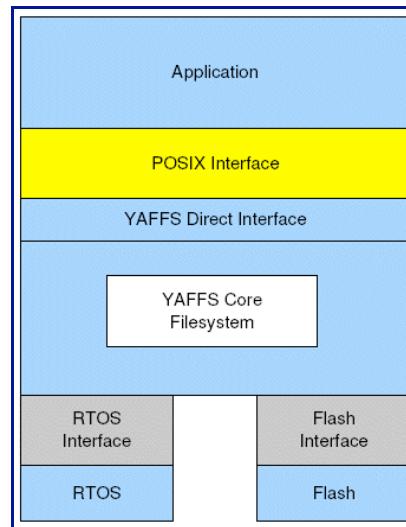 Application
POSIX Interface
YAFFS Direct Interface
YAFFS Core
Filesystem
RTOS
Interface
Flash
Interface
RTOS
Flash